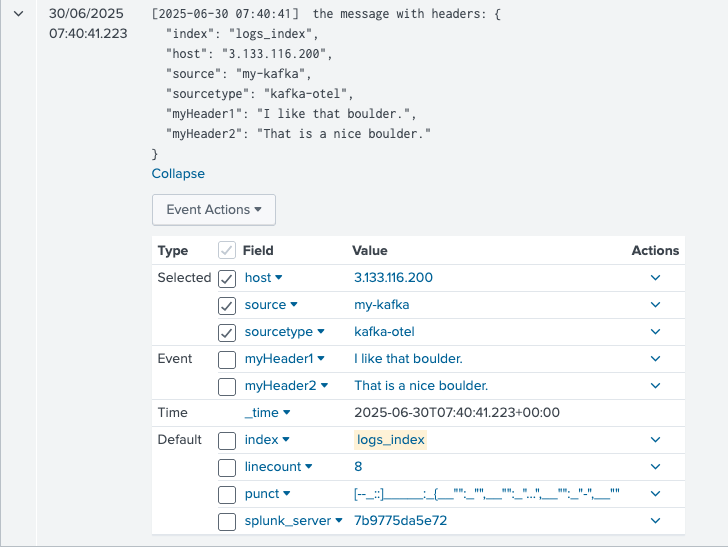 30/06/2025 [2025-06-30 07:40:41]  the message with headers: {
07:40:41.223 "index": "logs_index",
"host": "3.133.116.200",
"source": "my-kafka",
"sourcetype": "kafka-otel",
"myHeader1": "I like that boulder.",
"myHeader2": "That is a nice boulder."
}
Collapse
Event Actions
Type Field Value Actions
Selected host 3.133.116.200
source my-kafka
sourcetype kafka-otel
Event myHeader1 I like that boulder.
myHeader2 That is a nice boulder.
Time _time 2025-06-30T07:40:41.223+00:00
Default index logs_index
linecount 8
punct
splunk_server 7b9775da5e72